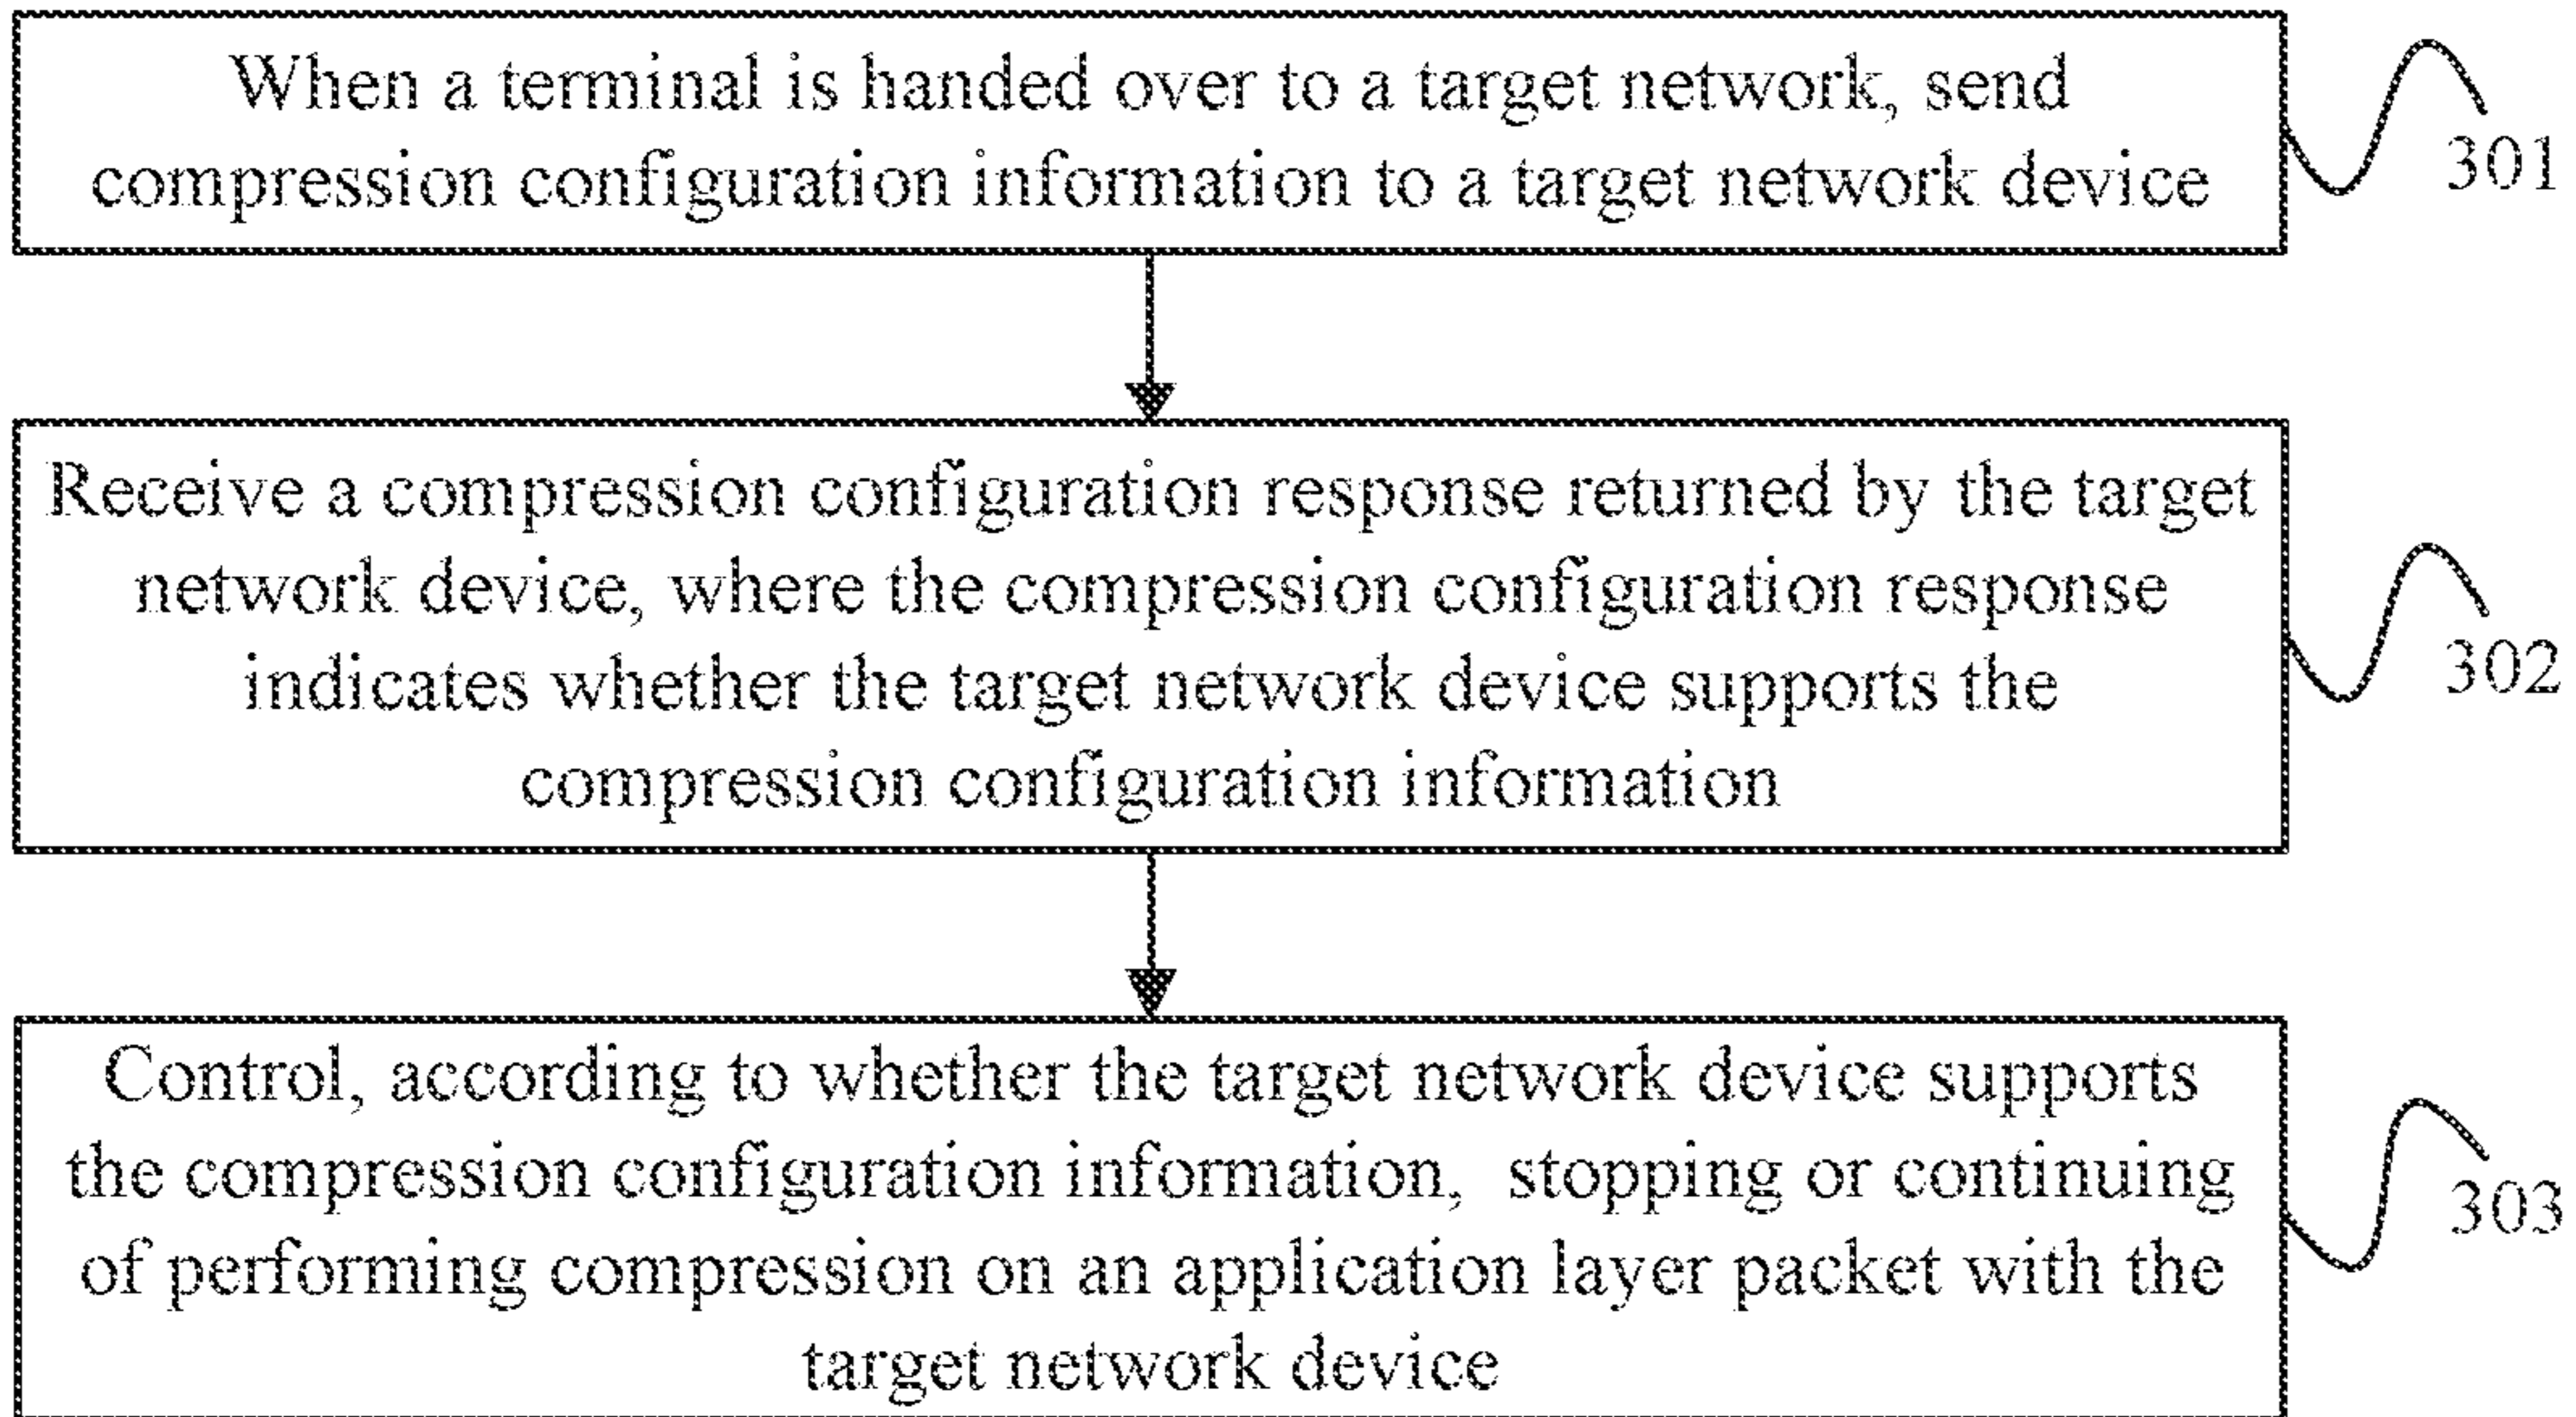 When a terminal is handed over to a target network, send
compression configuration information to a target network device
301
Receive a compression configuration response returned by the target
network device, where the compression configuration response
indicates whether the target network device supports the
compression configuration information
302
Control, according to whether the target network device supports
the compression configuration information, stopping or continuing
of performing compression on an application layer packet with the
target network device
303